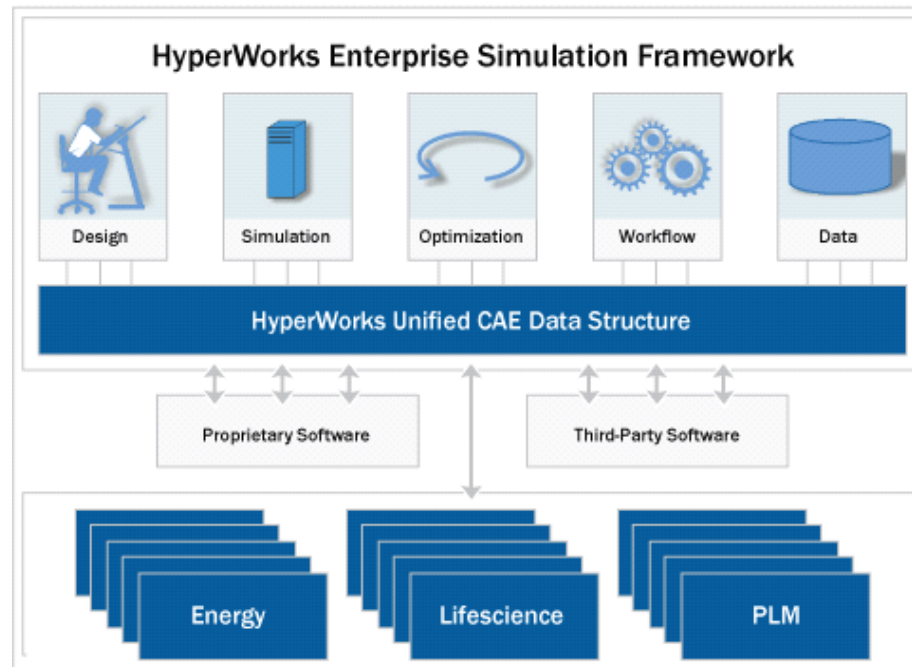 HyperWorks Enterprise Simulation Framework
Design
Simulation
Optimization
Workflow
Data
HyperWorks Unified CAE Data Structure
Proprietary Software
Third-Party Software
Energy
Lifescience
PLM